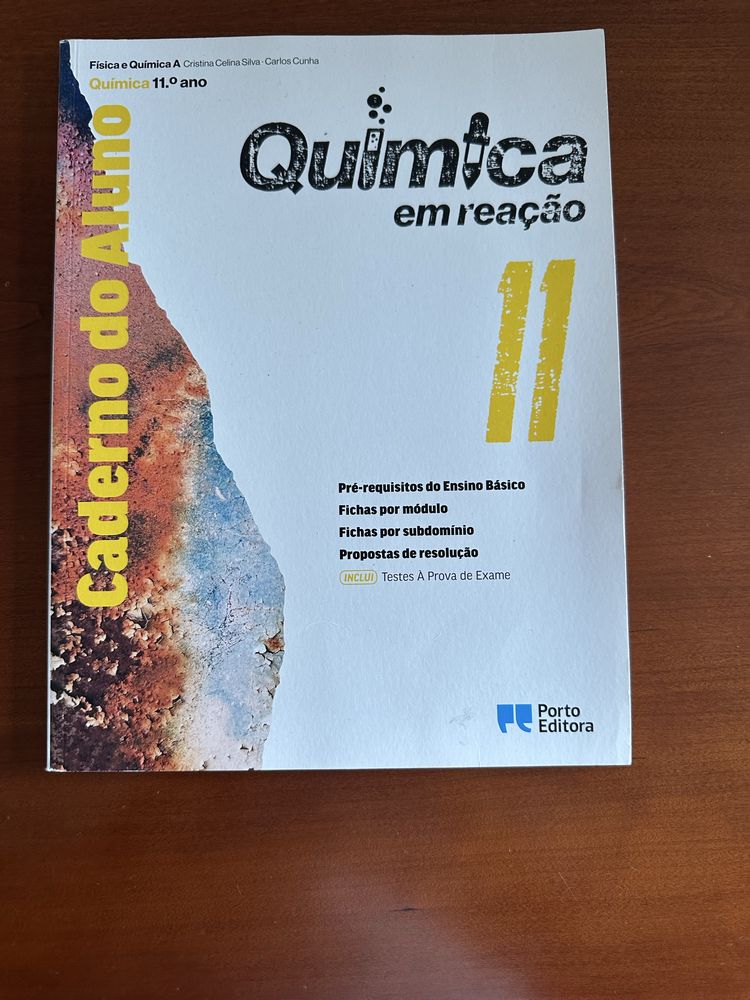 Física e Química A Cristina Celina Silva · Carlos Cunha
Química 11.º ano
Caderno do Aluno
Química
em reação
11
Pré-requisitos do Ensino Básico
Fichas por módulo
Fichas por subdomínio
Propostas de resolução
INCLUI Testes À Prova de Exame
Porto
Editora